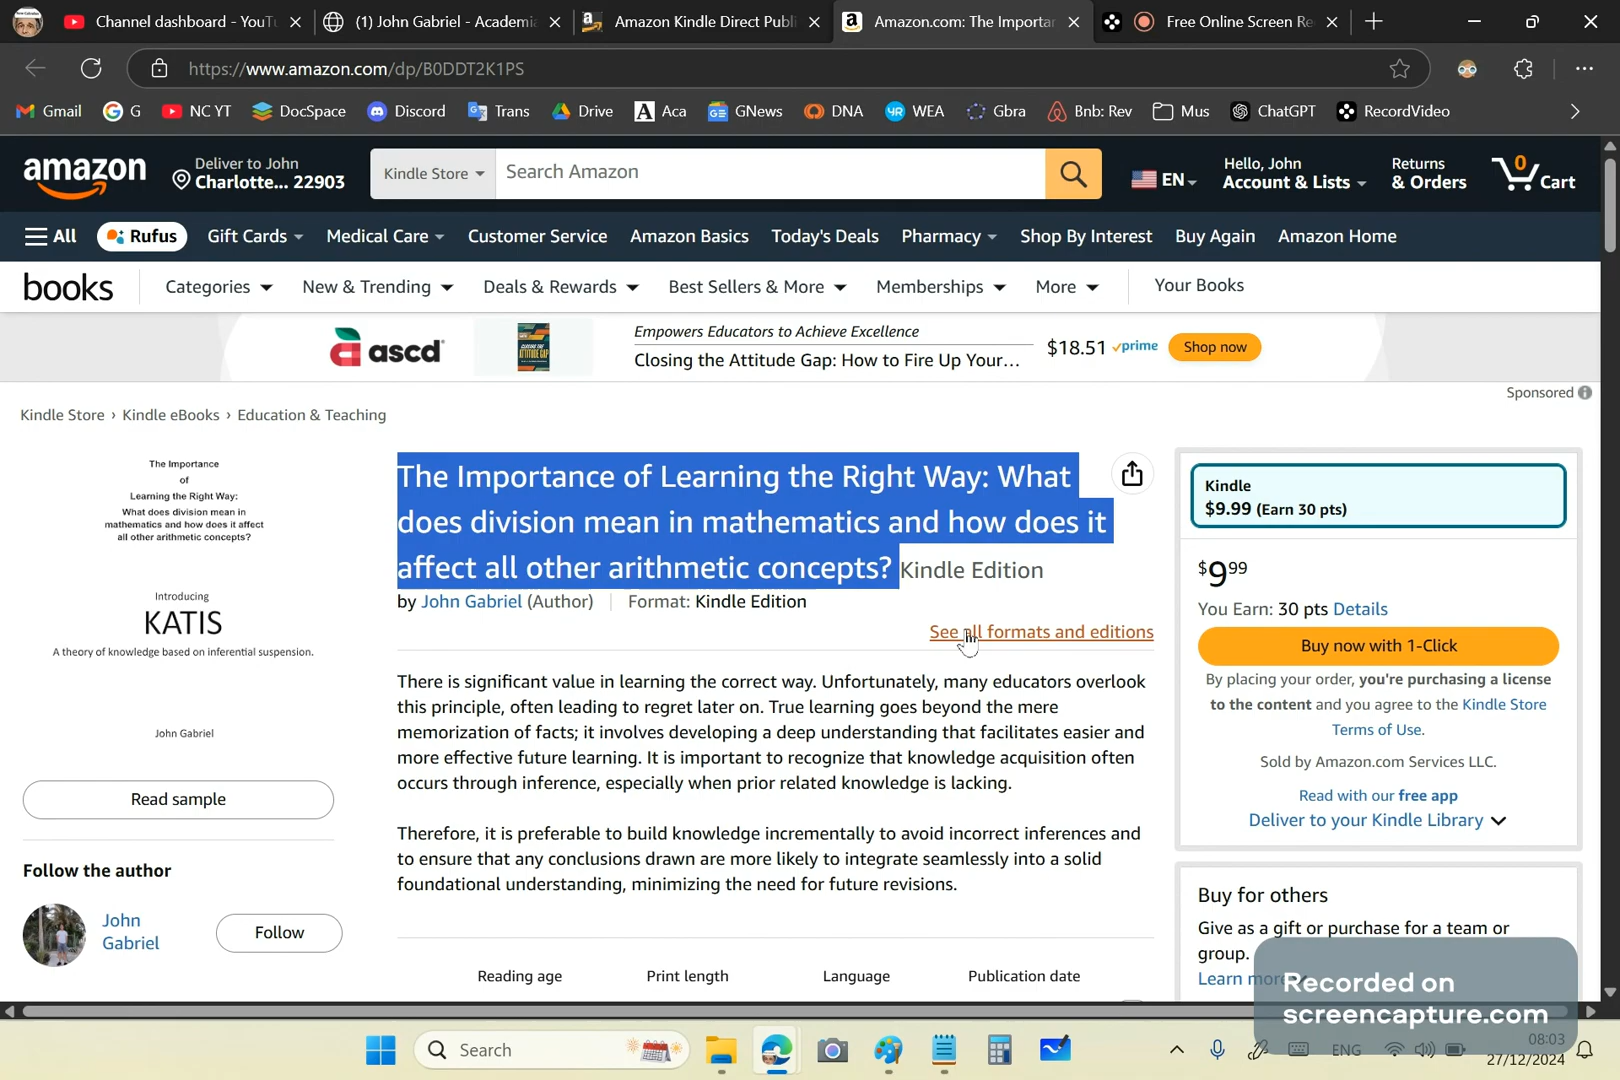 Channel dashboard - YouTu
(1) John Gabriel - Academia
Amazon Kindle Direct Publi
Amazon.com: The Importan
Free Online Screen Re
https://www.amazon.com/dp/B0DDT2K1PS
Gmail
G
NC YT
DocSpace
Discord
Trans
Drive
Aca
GNews
DNA
WEA
Gbra
Bnb: Rev
Mus
ChatGPT
RecordVideo
amazon
Deliver to John
Charlotte... 22903
Kindle Store
Search Amazon
EN
Hello, John
Account & Lists
Returns
& Orders
0
Cart
All
Rufus
Gift Cards
Medical Care
Customer Service
Amazon Basics
Today's Deals
Pharmacy
Shop By Interest
Buy Again
Amazon Home
books
Categories
New & Trending
Deals & Rewards
Best Sellers & More
Memberships
More
Your Books
ascd
Empowers Educators to Achieve Excellence
Closing the Attitude Gap: How to Fire Up Your...
$18.51 prime
Shop now
Sponsored
Kindle Store › Kindle eBooks › Education & Teaching
The Importance
of
Learning the Right Way:
What does division mean in
mathematics and how does it affect
all other arithmetic concepts?
Introducing
KATIS
A theory of knowledge based on inferential suspension.
John Gabriel
Read sample
Follow the author
John
Gabriel
Follow
The Importance of Learning the Right Way: What
does division mean in mathematics and how does it
affect all other arithmetic concepts? Kindle Edition
by John Gabriel (Author) | Format: Kindle Edition
See all formats and editions
There is significant value in learning the correct way. Unfortunately, many educators overlook
this principle, often leading to regret later on. True learning goes beyond the mere
memorization of facts; it involves developing a deep understanding that facilitates easier and
more effective future learning. It is important to recognize that knowledge acquisition often
occurs through inference, especially when prior related knowledge is lacking.
Therefore, it is preferable to build knowledge incrementally to avoid incorrect inferences and
to ensure that any conclusions drawn are more likely to integrate seamlessly into a solid
foundational understanding, minimizing the need for future revisions.
Reading age
Print length
Language
Publication date
Kindle
$9.99 (Earn 30 pts)
$9.99
You Earn: 30 pts Details
Buy now with 1-Click
By placing your order, you're purchasing a license
to the content and you agree to the Kindle Store
Terms of Use.
Sold by Amazon.com Services LLC.
Read with our free app
Deliver to your Kindle Library
Buy for others
Give as a gift or purchase for a team or
group.
Learn more
Recorded on
screencapture.com
Search
ENG
08:03
27/12/2024